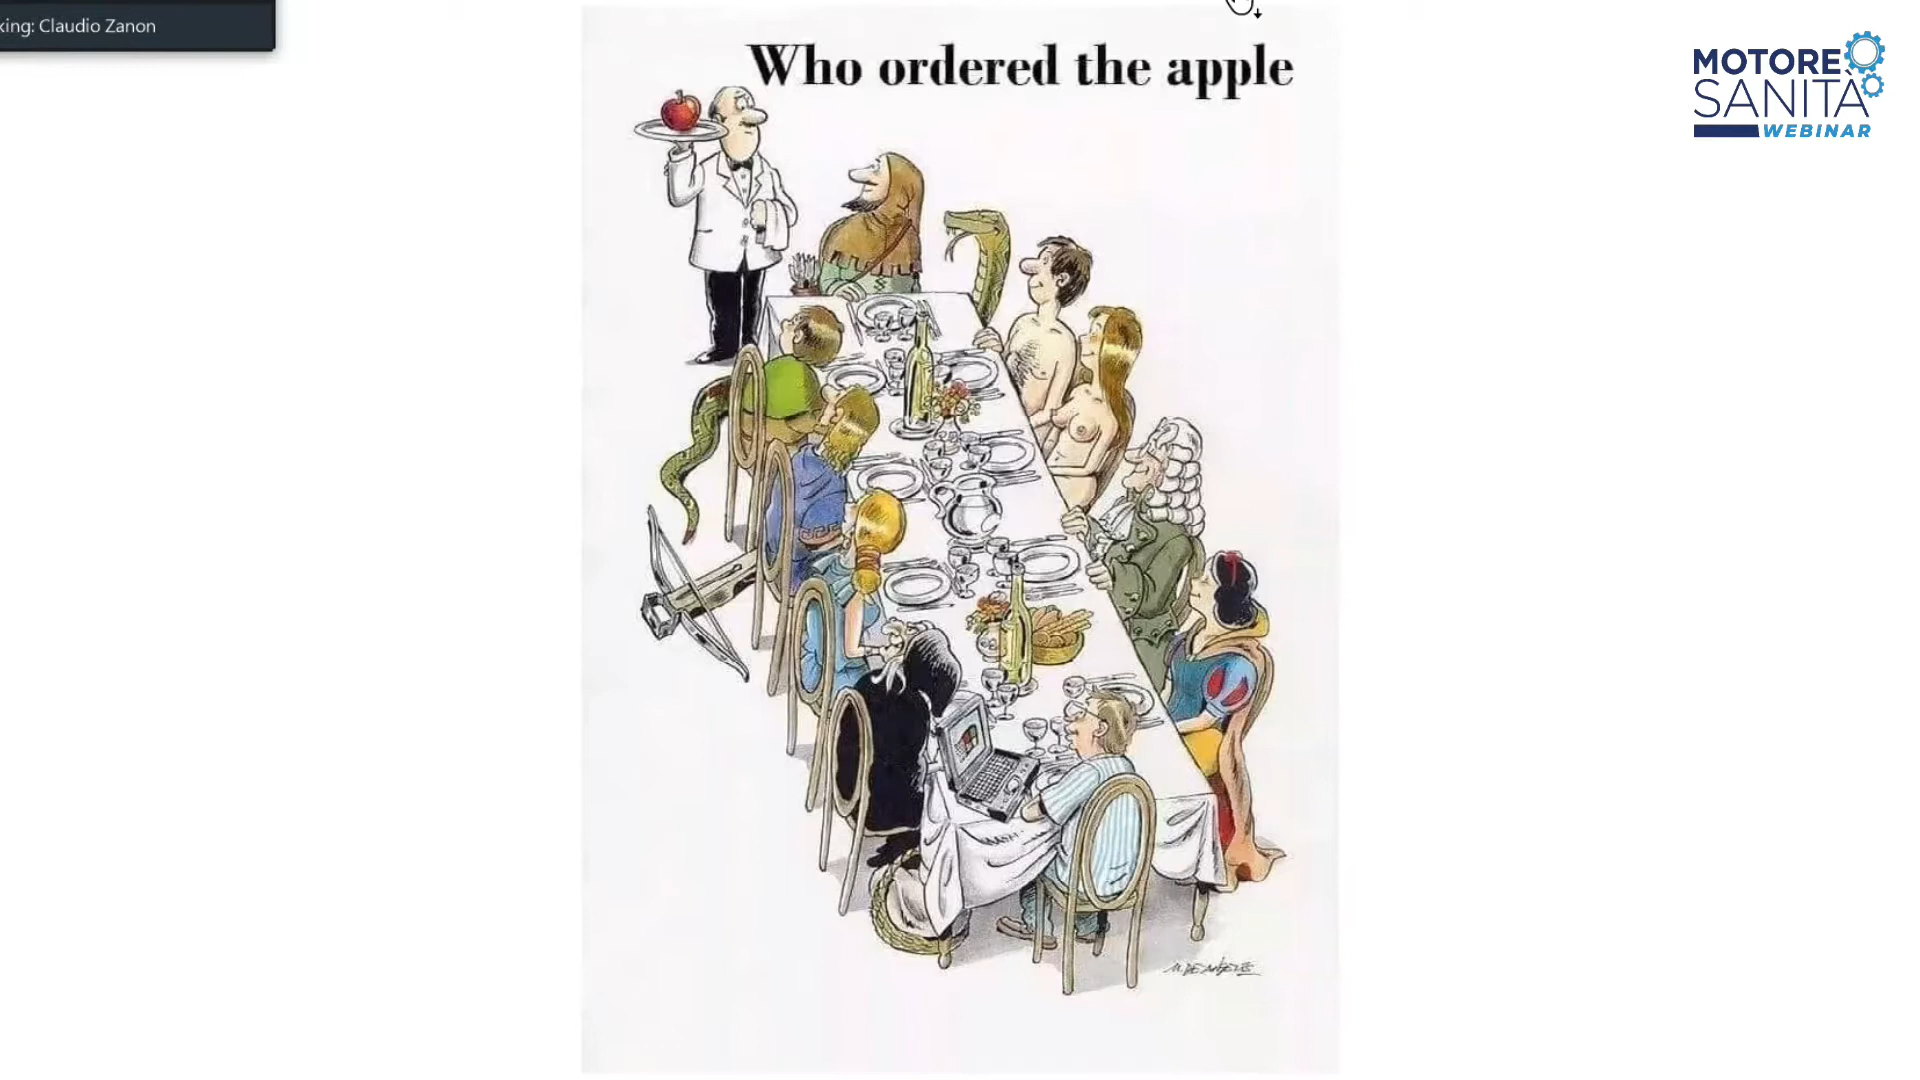 king: Claudio Zanon
Who ordered the apple
MOTORE
SANITÀ
WEBINAR